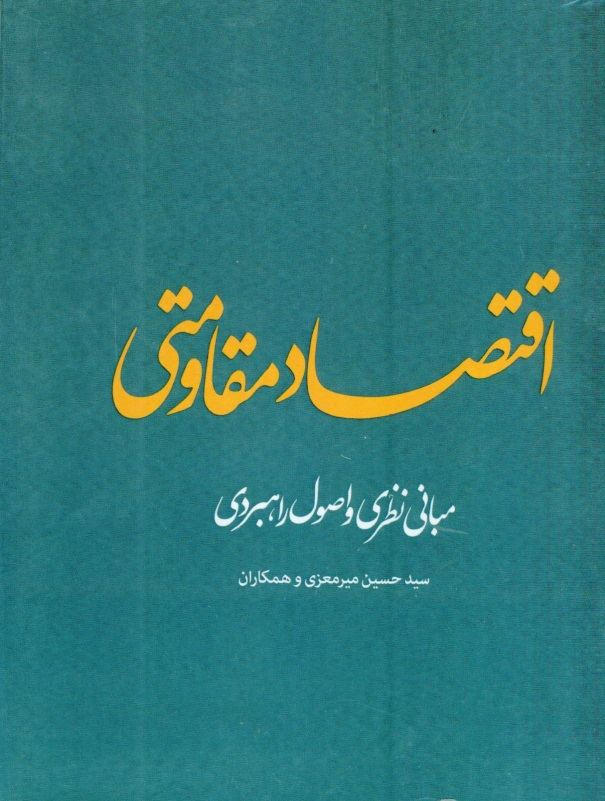 اقتصاد مقاومتی
مبانی نظری و اصول راهبردی
سید حسین میرمعزی و همکاران